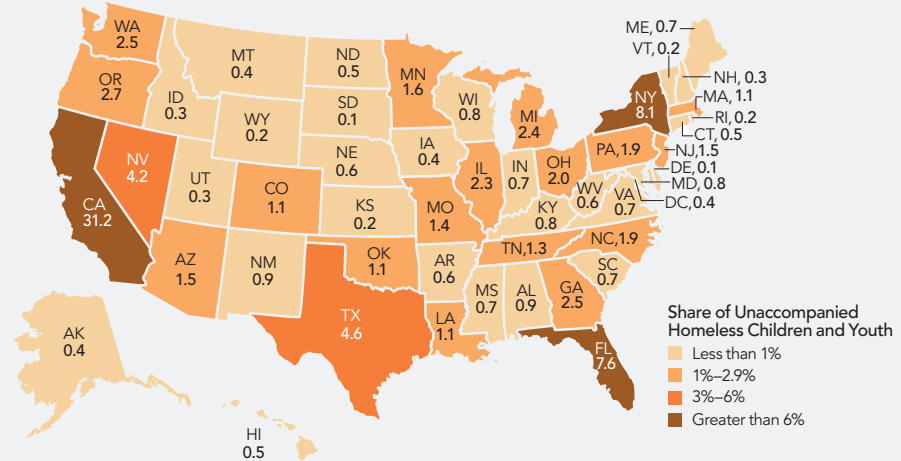 WA
2.5
OR
2.7
ID
0.3
MT
0.4
ND
0.5
MN
1.6
SD
0.1
WY
0.2
WI
0.8
MI
2.4
ME, 0.7
VT, 0.2
NH, 0.3
NY
8.1
MA, 1.1
RI, 0.2
CT, 0.5
PA, 1.9
NJ, 1.5
DE, 0.1
MD, 0.8
DC, 0.4
NV
4.2
UT
0.3
CO
1.1
NE
0.6
IA
0.4
IL
2.3
IN
0.7
OH
2.0
WV
0.6
VA
0.7
CA
31.2
KS
0.2
MO
1.4
KY
0.8
AZ
1.5
NM
0.9
OK
1.1
AR
0.6
TN, 1.3
NC, 1.9
SC
0.7
TX
4.6
LA
1.1
MS
0.7
AL
0.9
GA
2.5
FL
7.6
AK
0.4
HI
0.5
Share of Unaccompanied
Homeless Children and Youth
Less than 1%
1%–2.9%
3%–6%
Greater than 6%